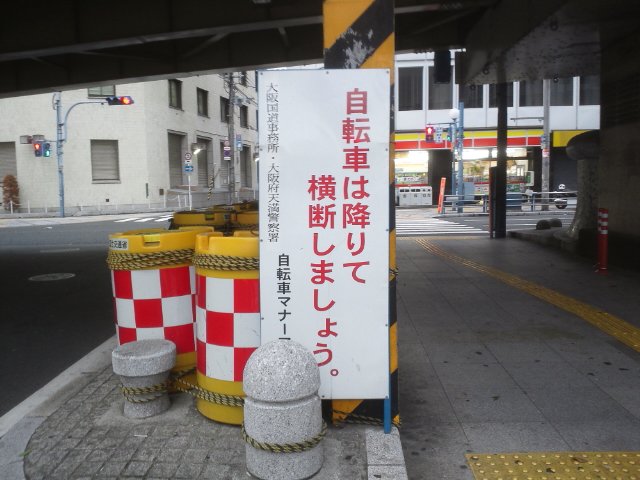 自転車は降りて
横断しましょう。
自転車マナー
大阪国道事務所・大阪府天満警察署